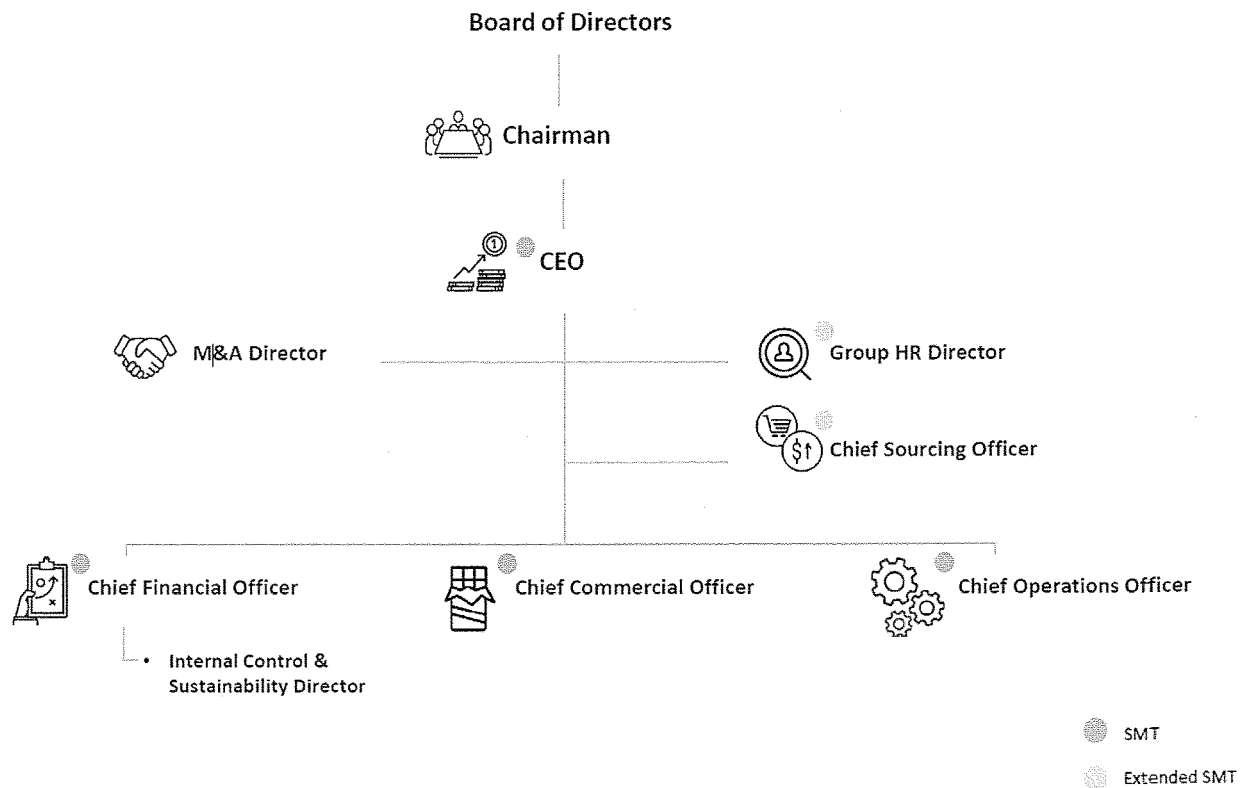 Board of Directors
Chairman
1
CEO
M&A Director
Group HR Director
$
Chief Sourcing Officer
Chief Financial Officer
Chief Commercial Officer
Chief Operations Officer
• Internal Control &
Sustainability Director
SMT
Extended SMT